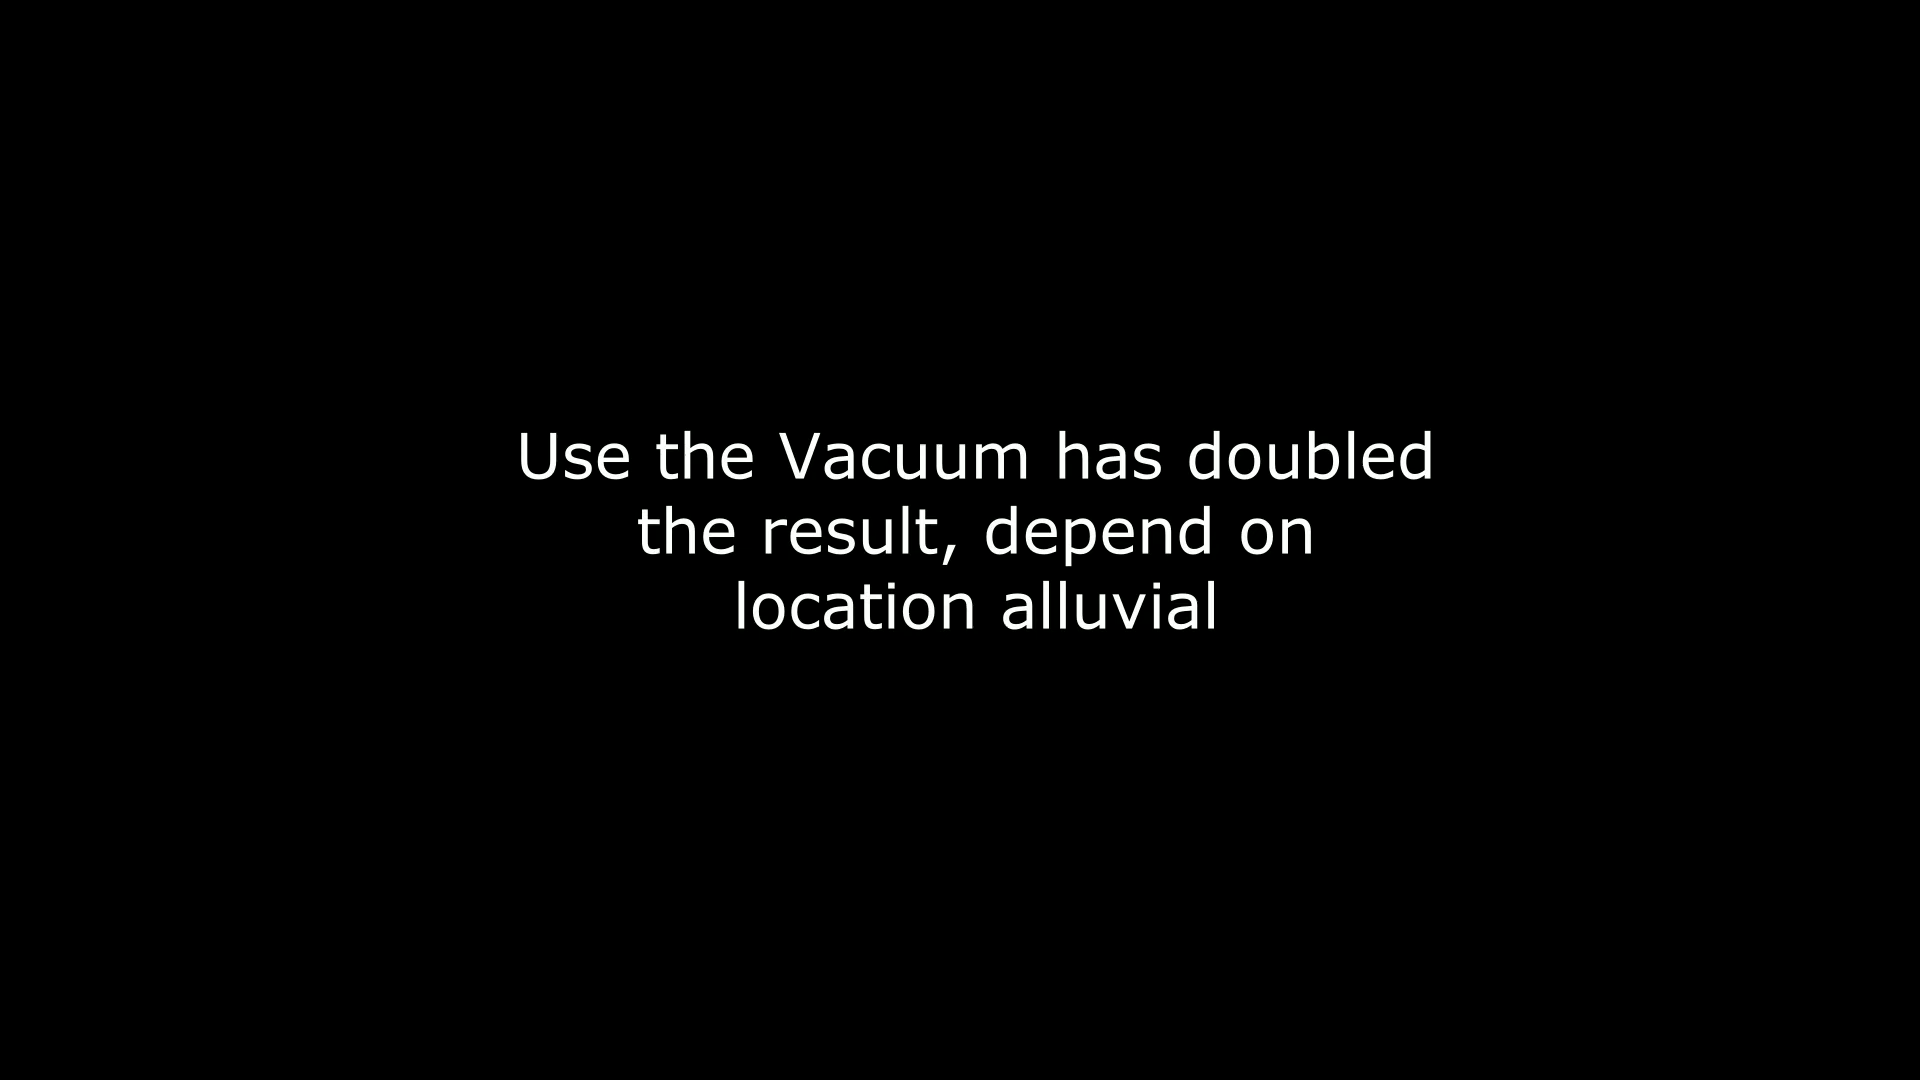 Use the Vacuum has doubled
the result, depend on
location alluvial